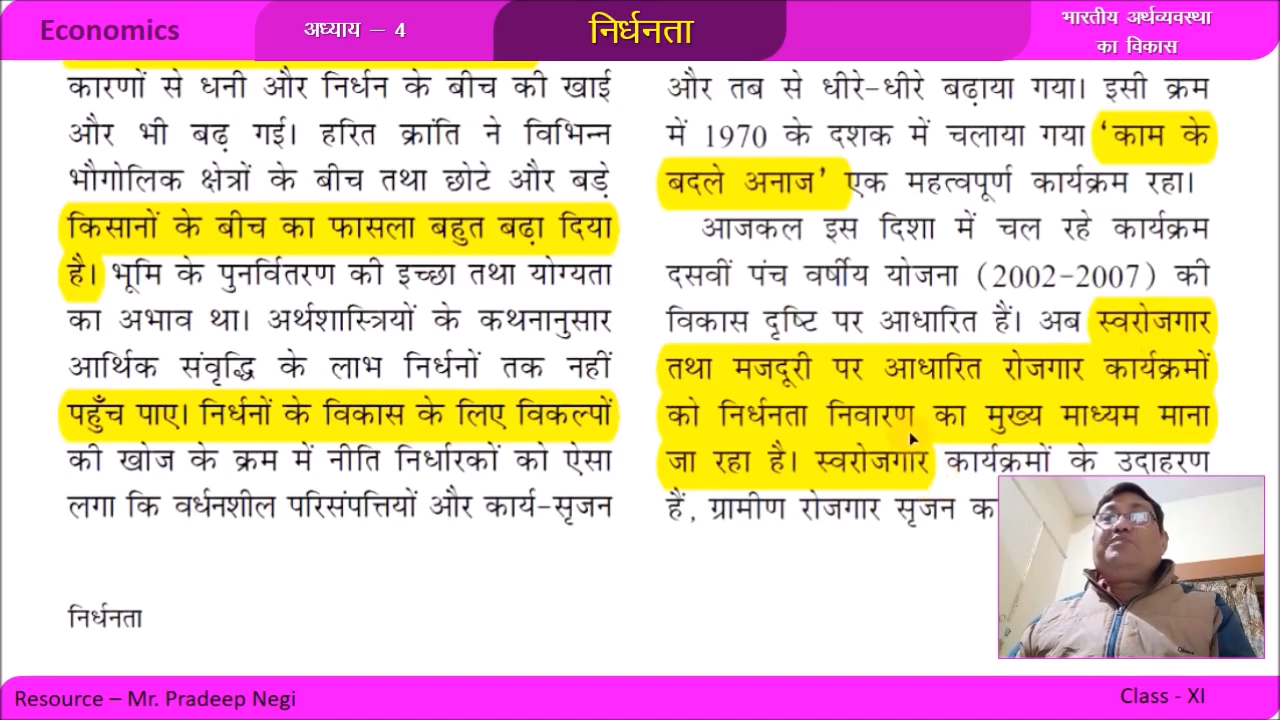 Economics
अध्याय – 4
निर्धनता
भारतीय अर्थव्यवस्था
का विकास
कारणों से धनी और निर्धन के बीच की खाई
और भी बढ़ गई। हरित क्रांति ने विभिन्न
भौगोलिक क्षेत्रों के बीच तथा छोटे और बड़े
किसानों के बीच का फासला बहुत बढ़ा दिया
है। भूमि के पुनर्वितरण की इच्छा तथा योग्यता
का अभाव था। अर्थशास्त्रियों के कथनानुसार
आर्थिक संवृद्धि के लाभ निर्धनों तक नहीं
पहुँच पाए। निर्धनों के विकास के लिए विकल्पों
की खोज के क्रम में नीति निर्धारकों को ऐसा
लगा कि वर्धनशील परिसंपत्तियों और कार्य-सृजन
निर्धनता
और तब से धीरे-धीरे बढ़ाया गया। इसी क्रम
में 1970 के दशक में चलाया गया ‘काम के
बदले अनाज’ एक महत्वपूर्ण कार्यक्रम रहा।
आजकल इस दिशा में चल रहे कार्यक्रम
दसवीं पंच वर्षीय योजना (2002-2007) की
विकास दृष्टि पर आधारित हैं। अब स्वरोजगार
तथा मजदूरी पर आधारित रोजगार कार्यक्रमों
को निर्धनता निवारण का मुख्य माध्यम माना
जा रहा है। स्वरोजगार कार्यक्रमों के उदाहरण
हैं, ग्रामीण रोजगार सृजन
Resource – Mr. Pradeep Negi
Class - XI